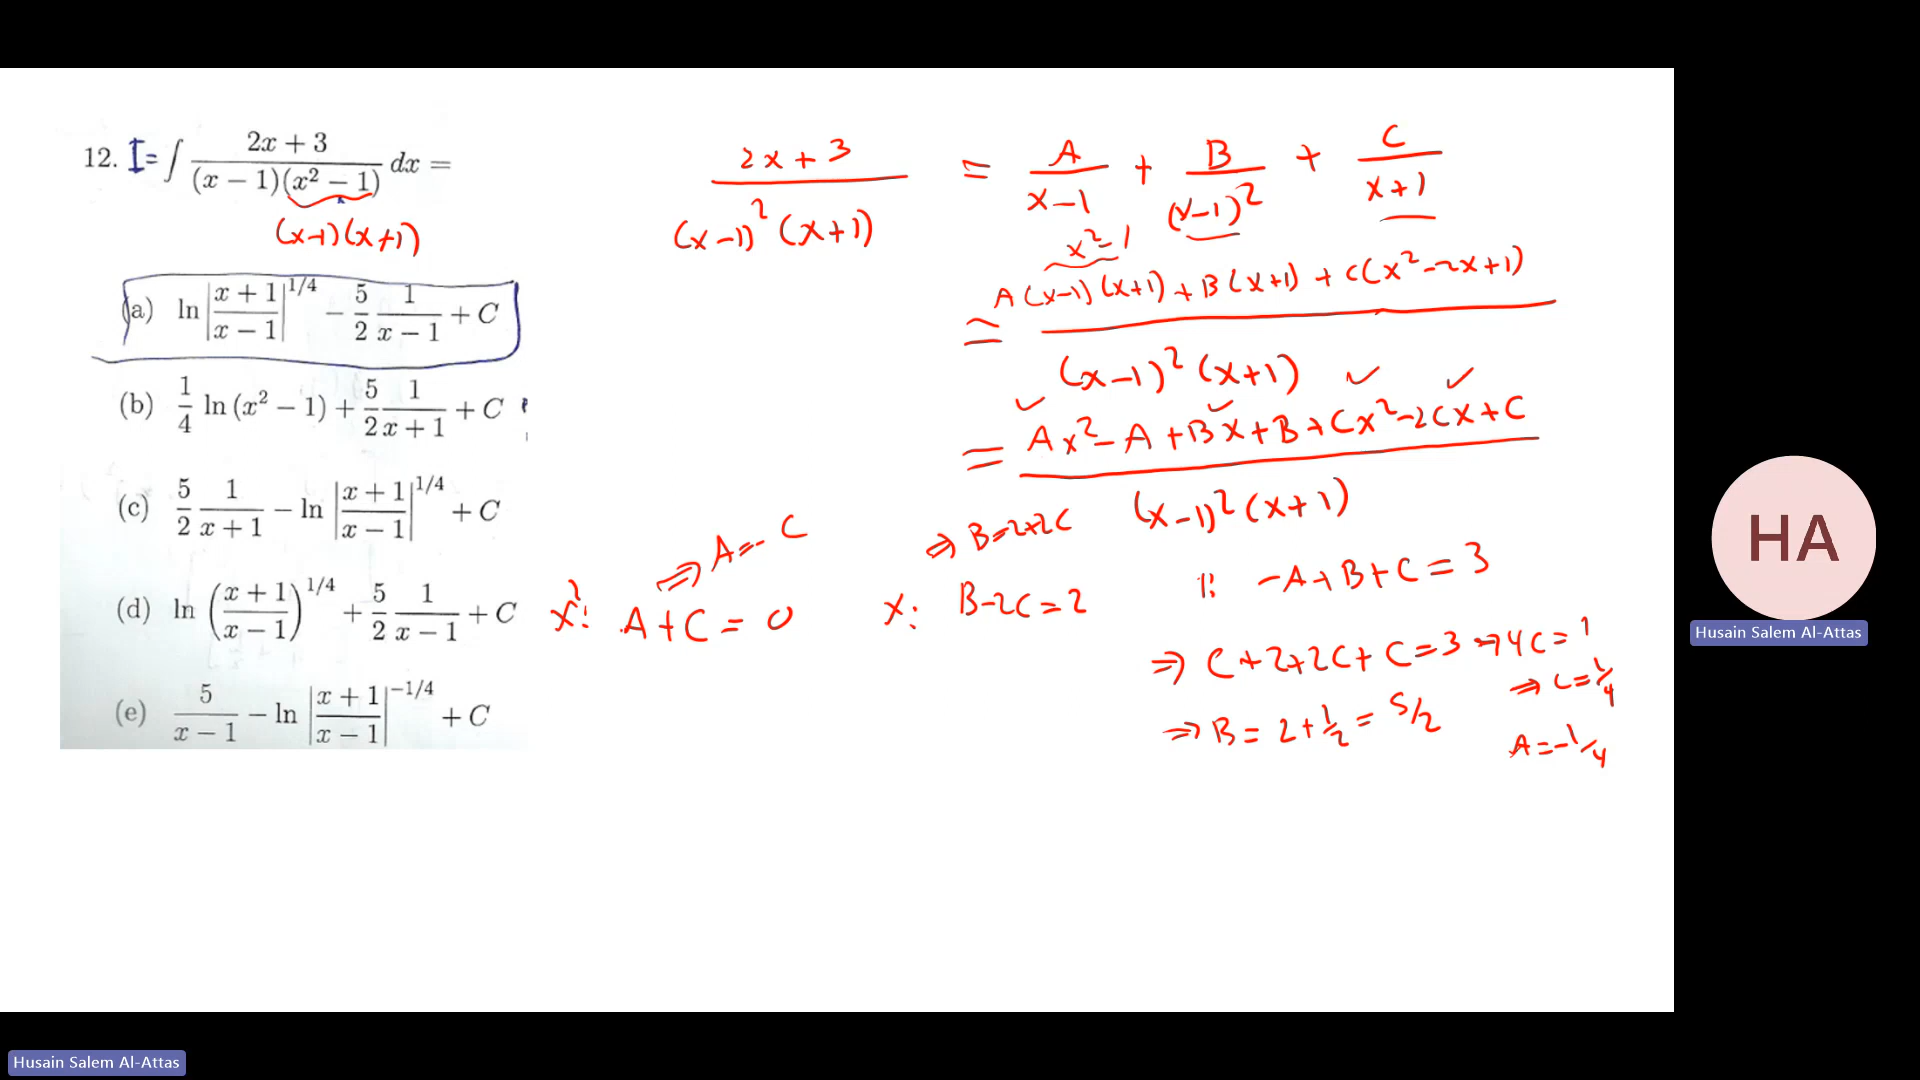 12. I = ∫ (2x + 3) / ((x − 1)(x² − 1)) dx =
(x-1)(x+1)
(a) ln |(x + 1)/(x − 1)|^{1/4} − 5/2 1/(x − 1) + C
(b) 1/4 ln (x² − 1) + 5/2 1/(x + 1) + C
(c) 5/2 1/(x + 1) − ln |(x + 1)/(x − 1)|^{1/4} + C
(d) ln ((x + 1)/(x − 1))^{1/4} + 5/2 1/(x − 1) + C
(e) 5/(x − 1) − ln |(x + 1)/(x − 1)|^{−1/4} + C
(2x + 3) / ((x-1)² (x+1)) = A/(x-1) + B/(x-1)² + C/(x+1)
x²-1
= (A(x-1)(x+1) + B(x+1) + C(x²-2x+1)) / ((x-1)² (x+1))
= (Ax² - A + Bx + B + Cx² - 2Cx + C) / ((x-1)² (x+1))
⇒ A = - C
x²: A + C = 0
⇒ B = 2+2C
x: B-2C = 2
1: -A + B + C = 3
⇒ C + 2 + 2C + C = 3 → 4C = 1
⇒ C = 1/4
⇒ B = 2 + 1/2 = 5/2
A = -1/4
HA
Husain Salem Al-Attas
Husain Salem Al-Attas